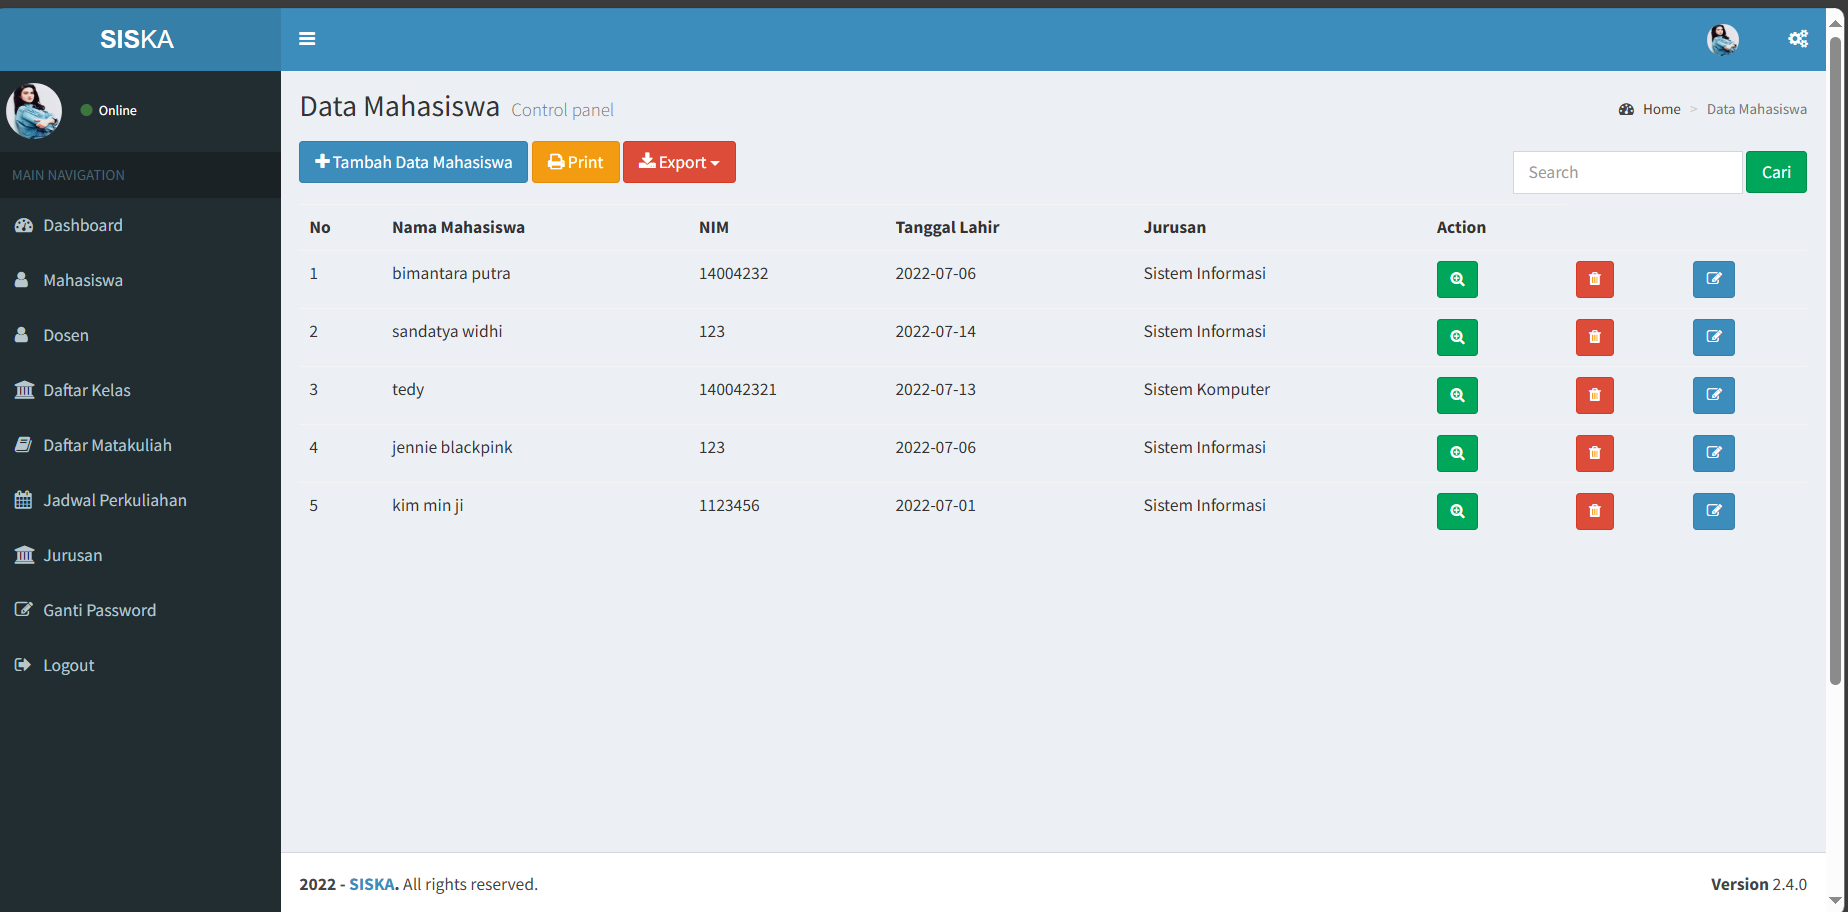 SISKA
Online
Data Mahasiswa Control panel
Home > Data Mahasiswa
Tambah Data Mahasiswa Print Export
Search Cari
MAIN NAVIGATION
Dashboard
Mahasiswa
Dosen
Daftar Kelas
Daftar Matakuliah
Jadwal Perkuliahan
Jurusan
Ganti Password
Logout
No Nama Mahasiswa NIM Tanggal Lahir Jurusan Action
1 bimantara putra 14004232 2022-07-06 Sistem Informasi
2 sandatya widhi 123 2022-07-14 Sistem Informasi
3 tedy 140042321 2022-07-13 Sistem Komputer
4 jennie blackpink 123 2022-07-06 Sistem Informasi
5 kim min ji 1123456 2022-07-01 Sistem Informasi
2022 - SISKA. All rights reserved.
Version 2.4.0